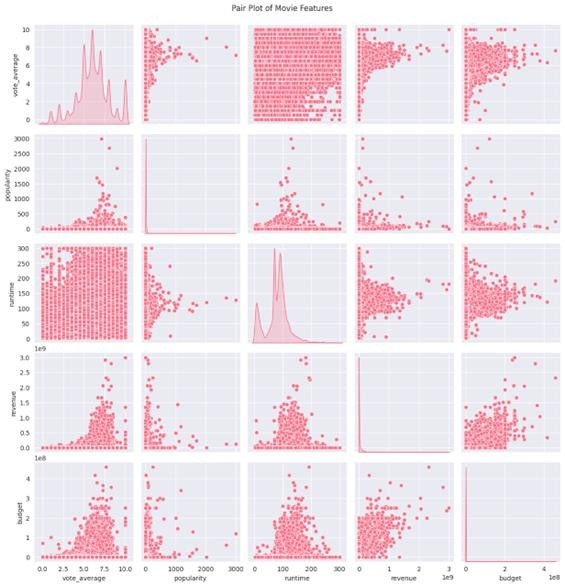 Pair Plot of Movie Features
10
8
6
4
2
0
vote_average
3000
2500
2000
1500
1000
500
0
popularity
300
250
200
150
100
50
0
runtime
1e9
3.0
2.5
2.0
1.5
1.0
0.5
0.0
revenue
1e8
4
3
2
1
0
budget
0.0 2.5 5.0 7.5 10.0 0 1000 2000 3000 0 100 200 300 0 1 2 3 0 2 4
1e9 1e8
vote_average popularity runtime revenue budget